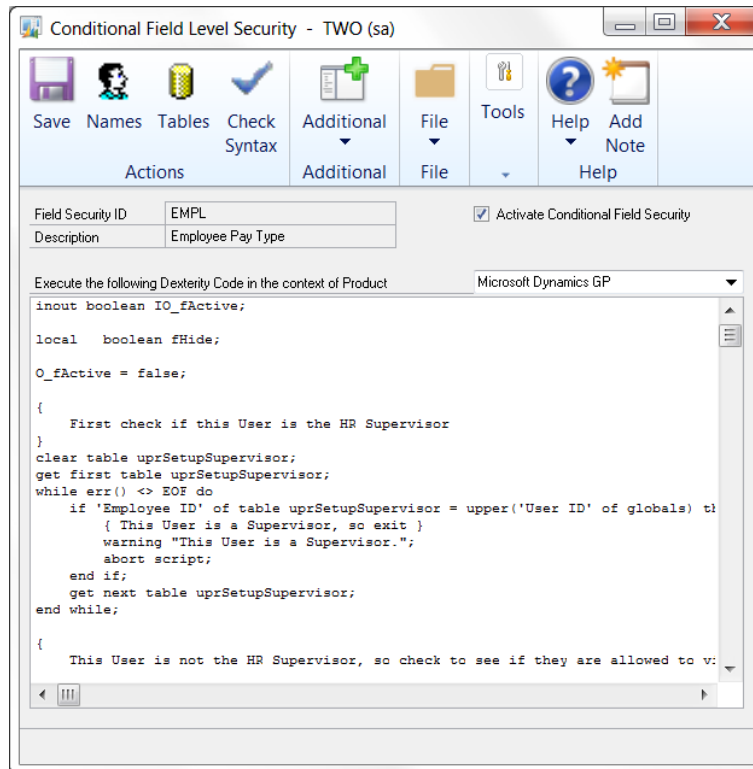 Conditional Field Level Security - TWO (sa)
Save Names Tables Check Syntax Additional File Tools Help Add Note
Actions Additional File Help
Field Security ID EMPL Activate Conditional Field Security
Description Employee Pay Type
Execute the following Dexterity Code in the context of Product Microsoft Dynamics GP
inout boolean IO_fActive;
local boolean fHide;
O_fActive = false;
{
First check if this User is the HR Supervisor
}
clear table uprSetupSupervisor;
get first table uprSetupSupervisor;
while err() <> EOF do
if 'Employee ID' of table uprSetupSupervisor = upper('User ID' of globals)
{ This User is a Supervisor, so exit }
warning "This User is a Supervisor.";
abort script;
end if;
get next table uprSetupSupervisor;
end while;
{
This User is not the HR Supervisor, so check to see if they are allowed to